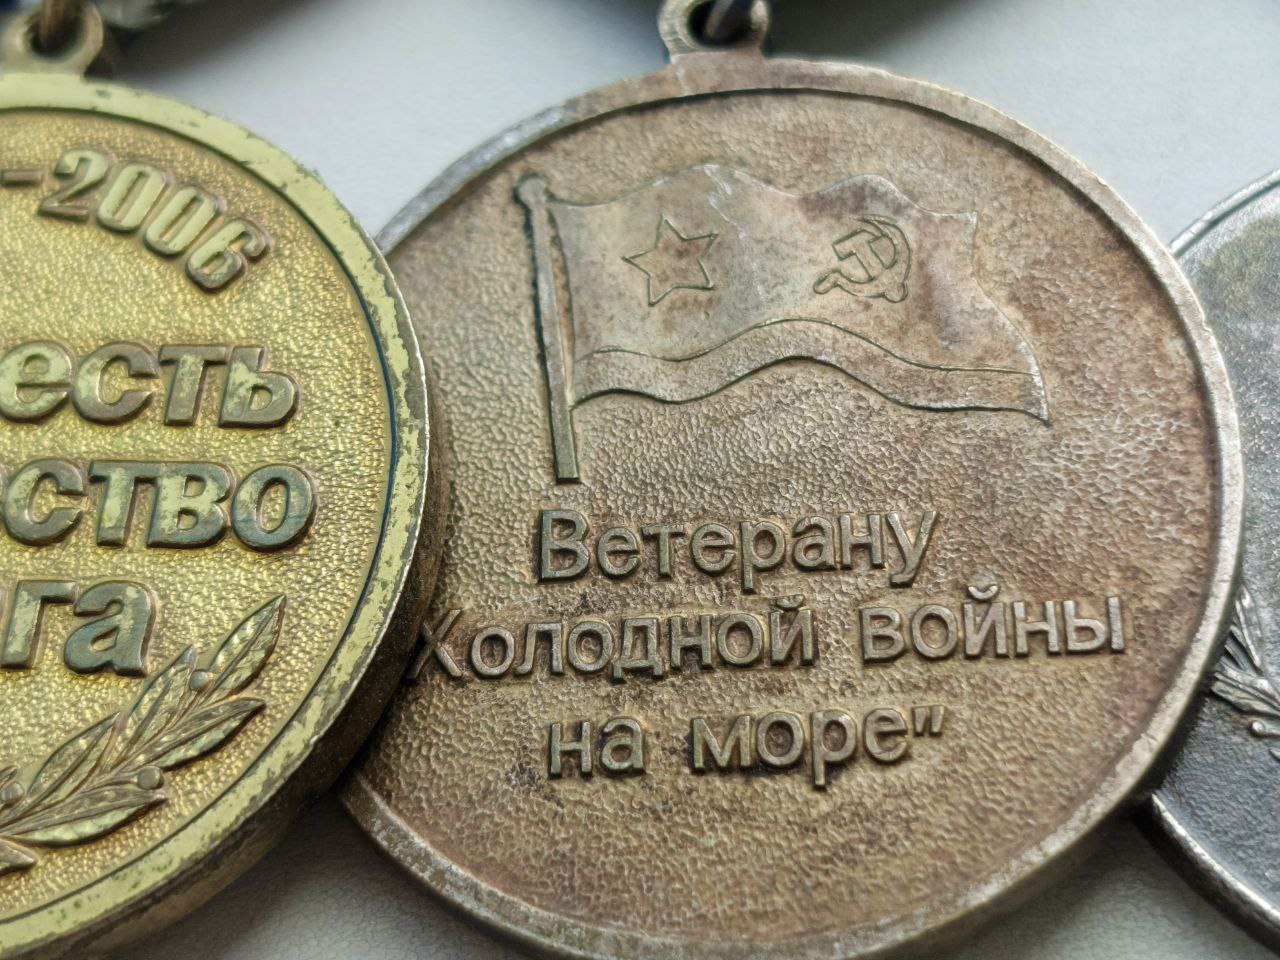 -2006
есть
ство
га
Ветерану
Холодной войны
на море"